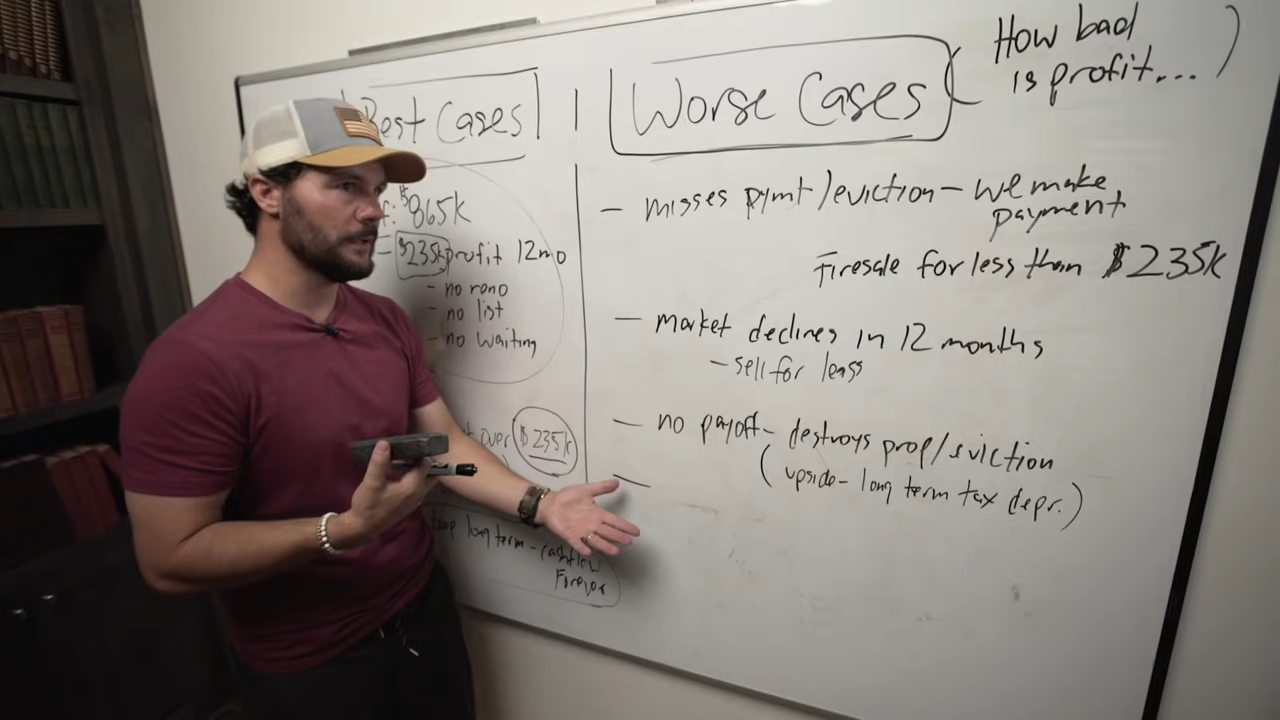 Best Cases
: $865k
= $235k profit 12mo
- no reno
- no list
- no waiting
over $235k
long term - cashflow
Forever
Worse Cases
(How bad
is profit...)
- misses pymt/eviction - we make
payment
Firesale for less than $235k
- market declines in 12 months
- sell for less
- no payoff - destroys prop/eviction
(upside - long term tax depr.)
-